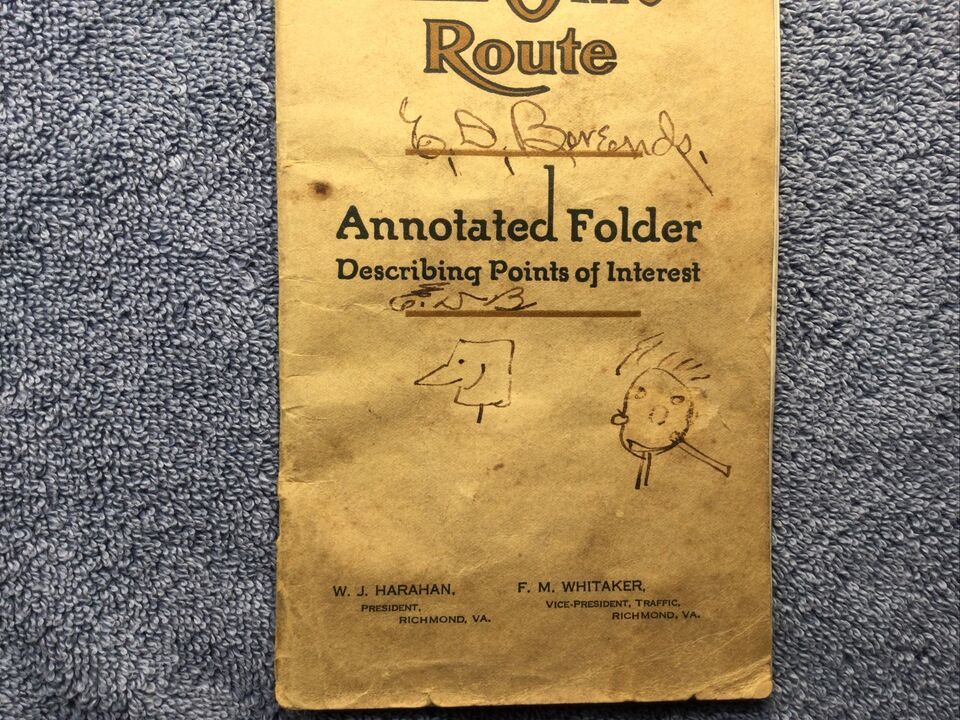 Route
E. D.
Annotated Folder
Describing Points of Interest
E. D. B
W. J. HARAHAN,
PRESIDENT,
RICHMOND, VA.
F. M. WHITAKER,
VICE-PRESIDENT, TRAFFIC,
RICHMOND, VA.